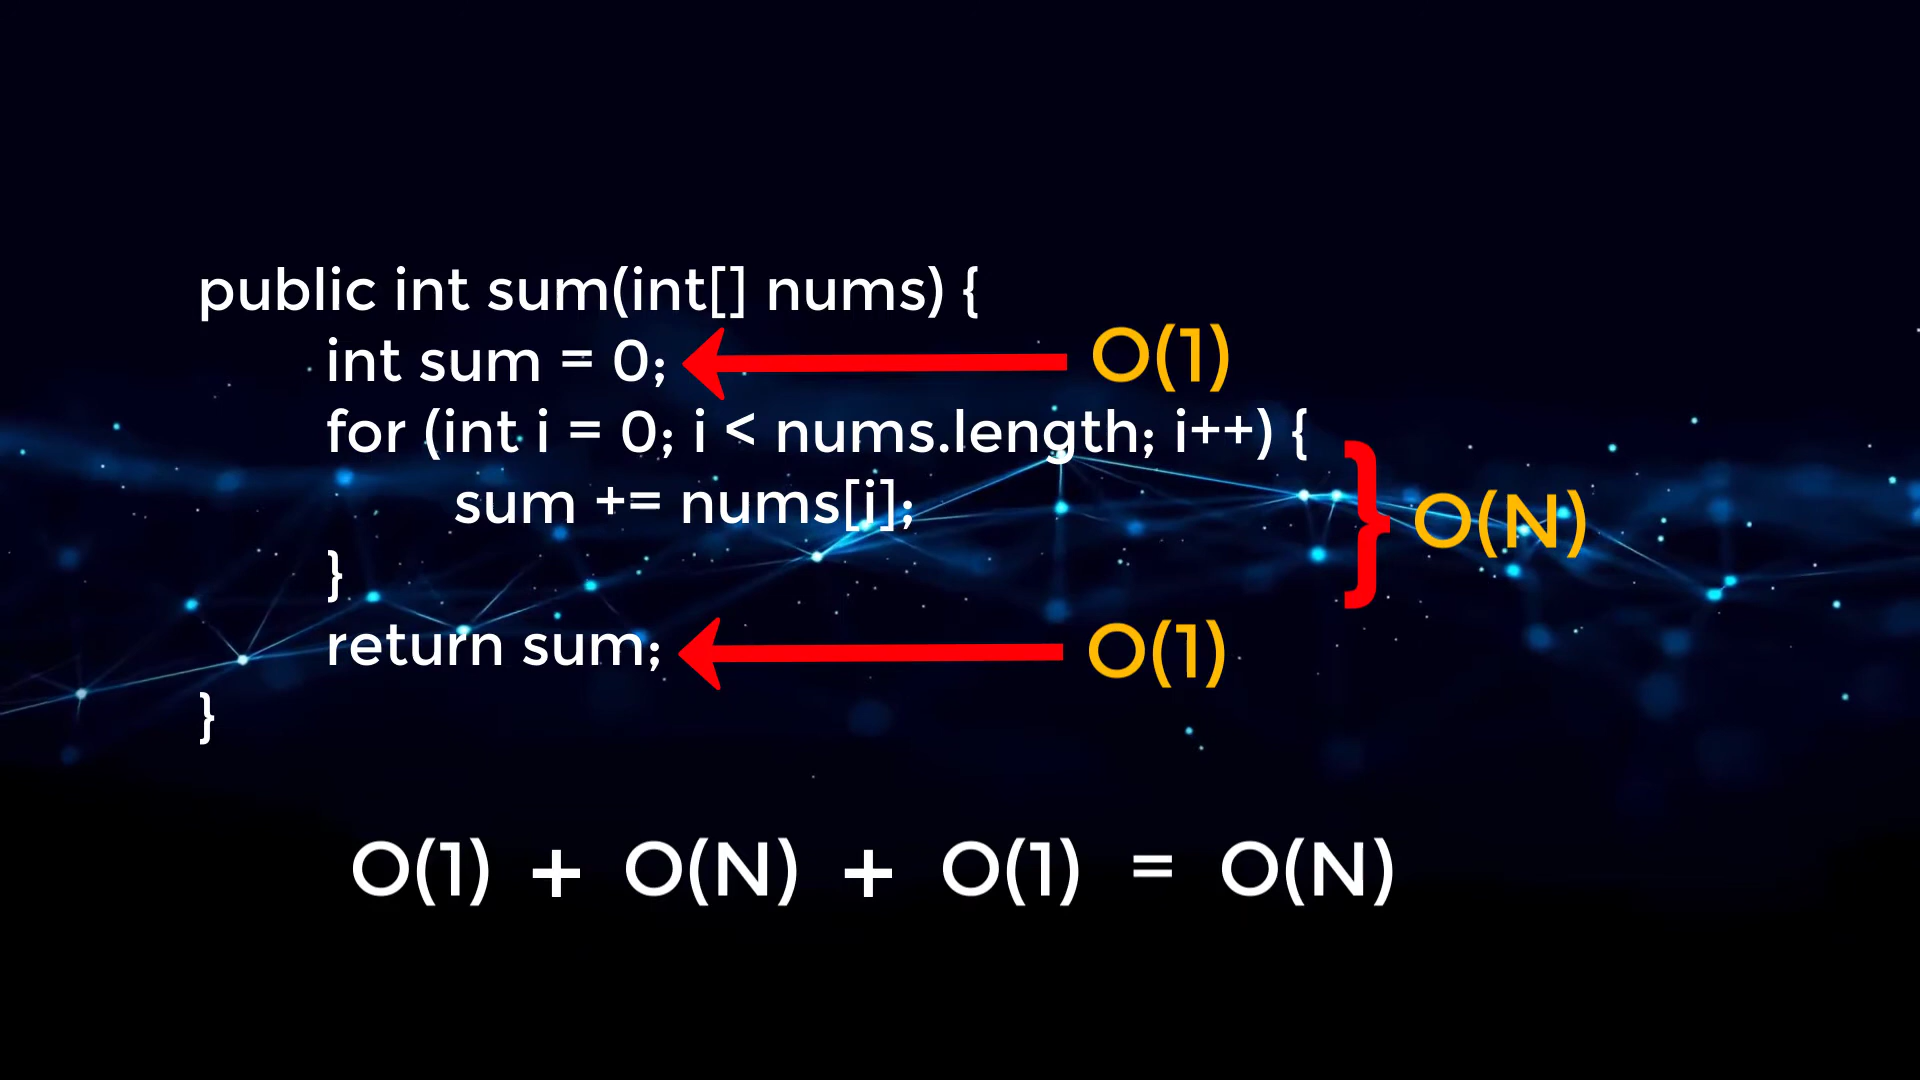 public int sum(int[] nums) {
int sum = 0; O(1)
for (int i = 0; i < nums.length; i++) {
sum += nums[i]; } O(N)
}
return sum; O(1)
}
O(1) + O(N) + O(1) = O(N)